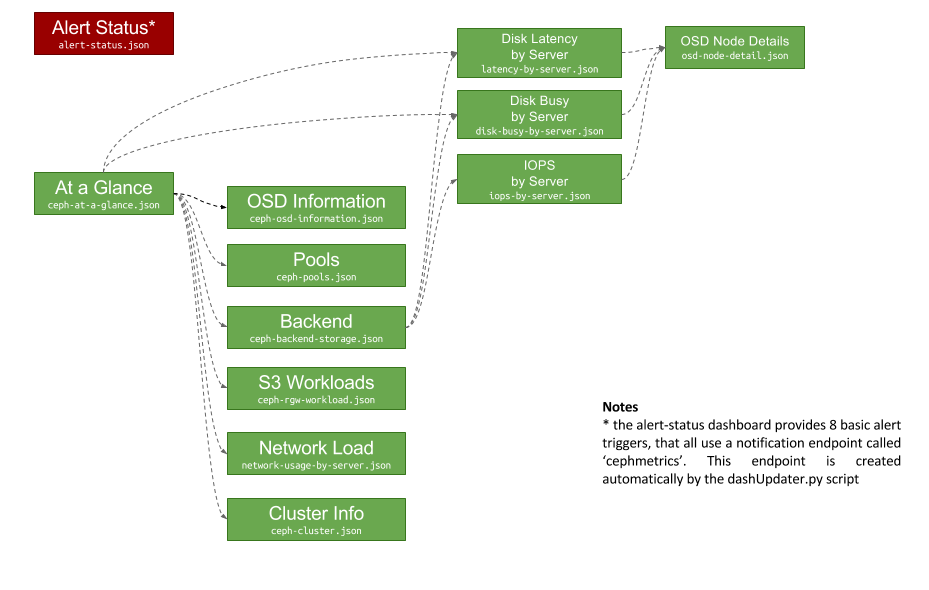 Alert Status*
alert-status.json
Disk Latency
by Server
latency-by-server.json
OSD Node Details
osd-node-detail.json
Disk Busy
by Server
disk-busy-by-server.json
IOPS
by Server
iops-by-server.json
At a Glance
ceph-at-a-glance.json
OSD Information
ceph-osd-information.json
Pools
ceph-pools.json
Backend
ceph-backend-storage.json
S3 Workloads
ceph-rgw-workload.json
Network Load
network-usage-by-server.json
Cluster Info
ceph-cluster.json
Notes
* the alert-status dashboard provides 8 basic alert
triggers, that all use a notification endpoint called
‘cephmetrics’. This endpoint is created
automatically by the dashUpdater.py script